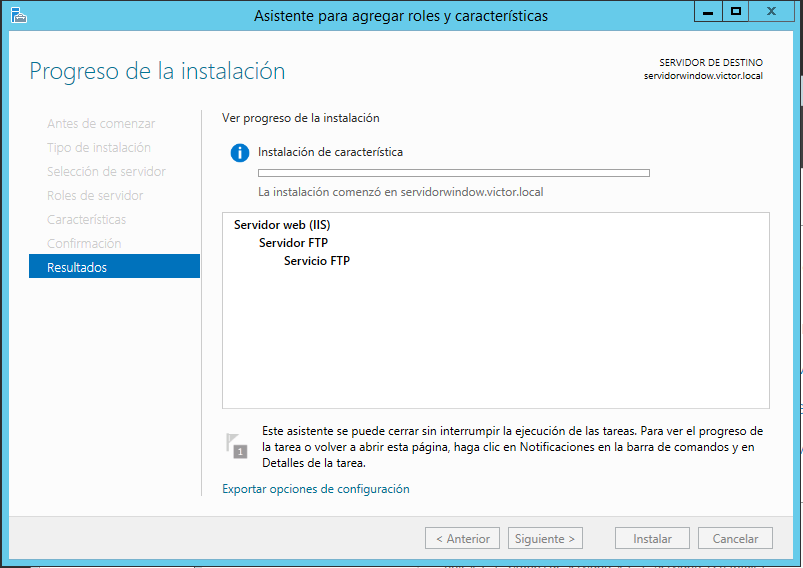 Asistente para agregar roles y características
Progreso de la instalación
SERVIDOR DE DESTINO
servidorwindow.victor.local
Antes de comenzar
Tipo de instalación
Selección de servidor
Roles de servidor
Características
Confirmación
Resultados
Ver progreso de la instalación
Instalación de característica
La instalación comenzó en servidorwindow.victor.local
Servidor web (IIS)
Servidor FTP
Servicio FTP
1
Este asistente se puede cerrar sin interrumpir la ejecución de las tareas. Para ver el progreso de
la tarea o volver a abrir esta página, haga clic en Notificaciones en la barra de comandos y en
Detalles de la tarea.
Exportar opciones de configuración
< Anterior
Siguiente >
Instalar
Cancelar